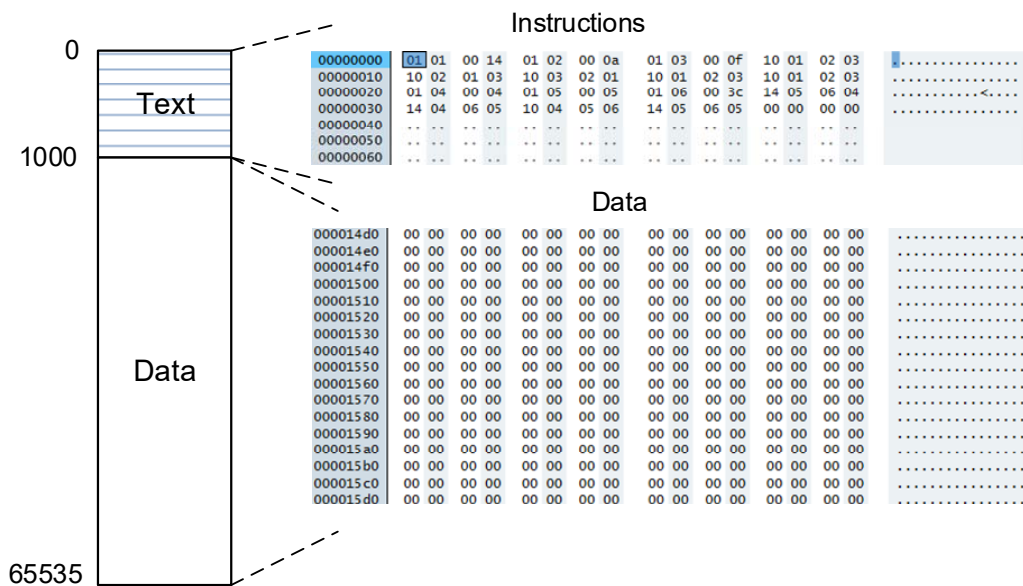 Instructions
0
00000000 01 01 00 14 01 02 00 0a 01 03 00 0f 10 01 02 03 ................
00000010 10 02 01 03 10 03 02 01 10 01 02 03 10 01 02 03 ................
00000020 01 04 00 04 01 05 00 05 01 06 00 3c 14 05 06 04 ...........<....
00000030 14 04 06 05 10 04 05 06 14 05 06 05 00 00 00 00 ................
00000040 .. .. .. .. .. .. .. .. .. .. .. .. .. .. .. ..
00000050 .. .. .. .. .. .. .. .. .. .. .. .. .. .. .. ..
00000060 .. .. .. .. .. .. .. .. .. .. .. .. .. .. .. ..
Text
1000
Data
000014d0 00 00 00 00 00 00 00 00 00 00 00 00 00 00 00 00 ................
000014e0 00 00 00 00 00 00 00 00 00 00 00 00 00 00 00 00 ................
000014f0 00 00 00 00 00 00 00 00 00 00 00 00 00 00 00 00 ................
00001500 00 00 00 00 00 00 00 00 00 00 00 00 00 00 00 00 ................
00001510 00 00 00 00 00 00 00 00 00 00 00 00 00 00 00 00 ................
00001520 00 00 00 00 00 00 00 00 00 00 00 00 00 00 00 00 ................
00001530 00 00 00 00 00 00 00 00 00 00 00 00 00 00 00 00 ................
00001540 00 00 00 00 00 00 00 00 00 00 00 00 00 00 00 00 ................
00001550 00 00 00 00 00 00 00 00 00 00 00 00 00 00 00 00 ................
00001560 00 00 00 00 00 00 00 00 00 00 00 00 00 00 00 00 ................
00001570 00 00 00 00 00 00 00 00 00 00 00 00 00 00 00 00 ................
00001580 00 00 00 00 00 00 00 00 00 00 00 00 00 00 00 00 ................
00001590 00 00 00 00 00 00 00 00 00 00 00 00 00 00 00 00 ................
000015a0 00 00 00 00 00 00 00 00 00 00 00 00 00 00 00 00 ................
000015b0 00 00 00 00 00 00 00 00 00 00 00 00 00 00 00 00 ................
000015c0 00 00 00 00 00 00 00 00 00 00 00 00 00 00 00 00 ................
000015d0 00 00 00 00 00 00 00 00 00 00 00 00 00 00 00 00 ................
Data
65535